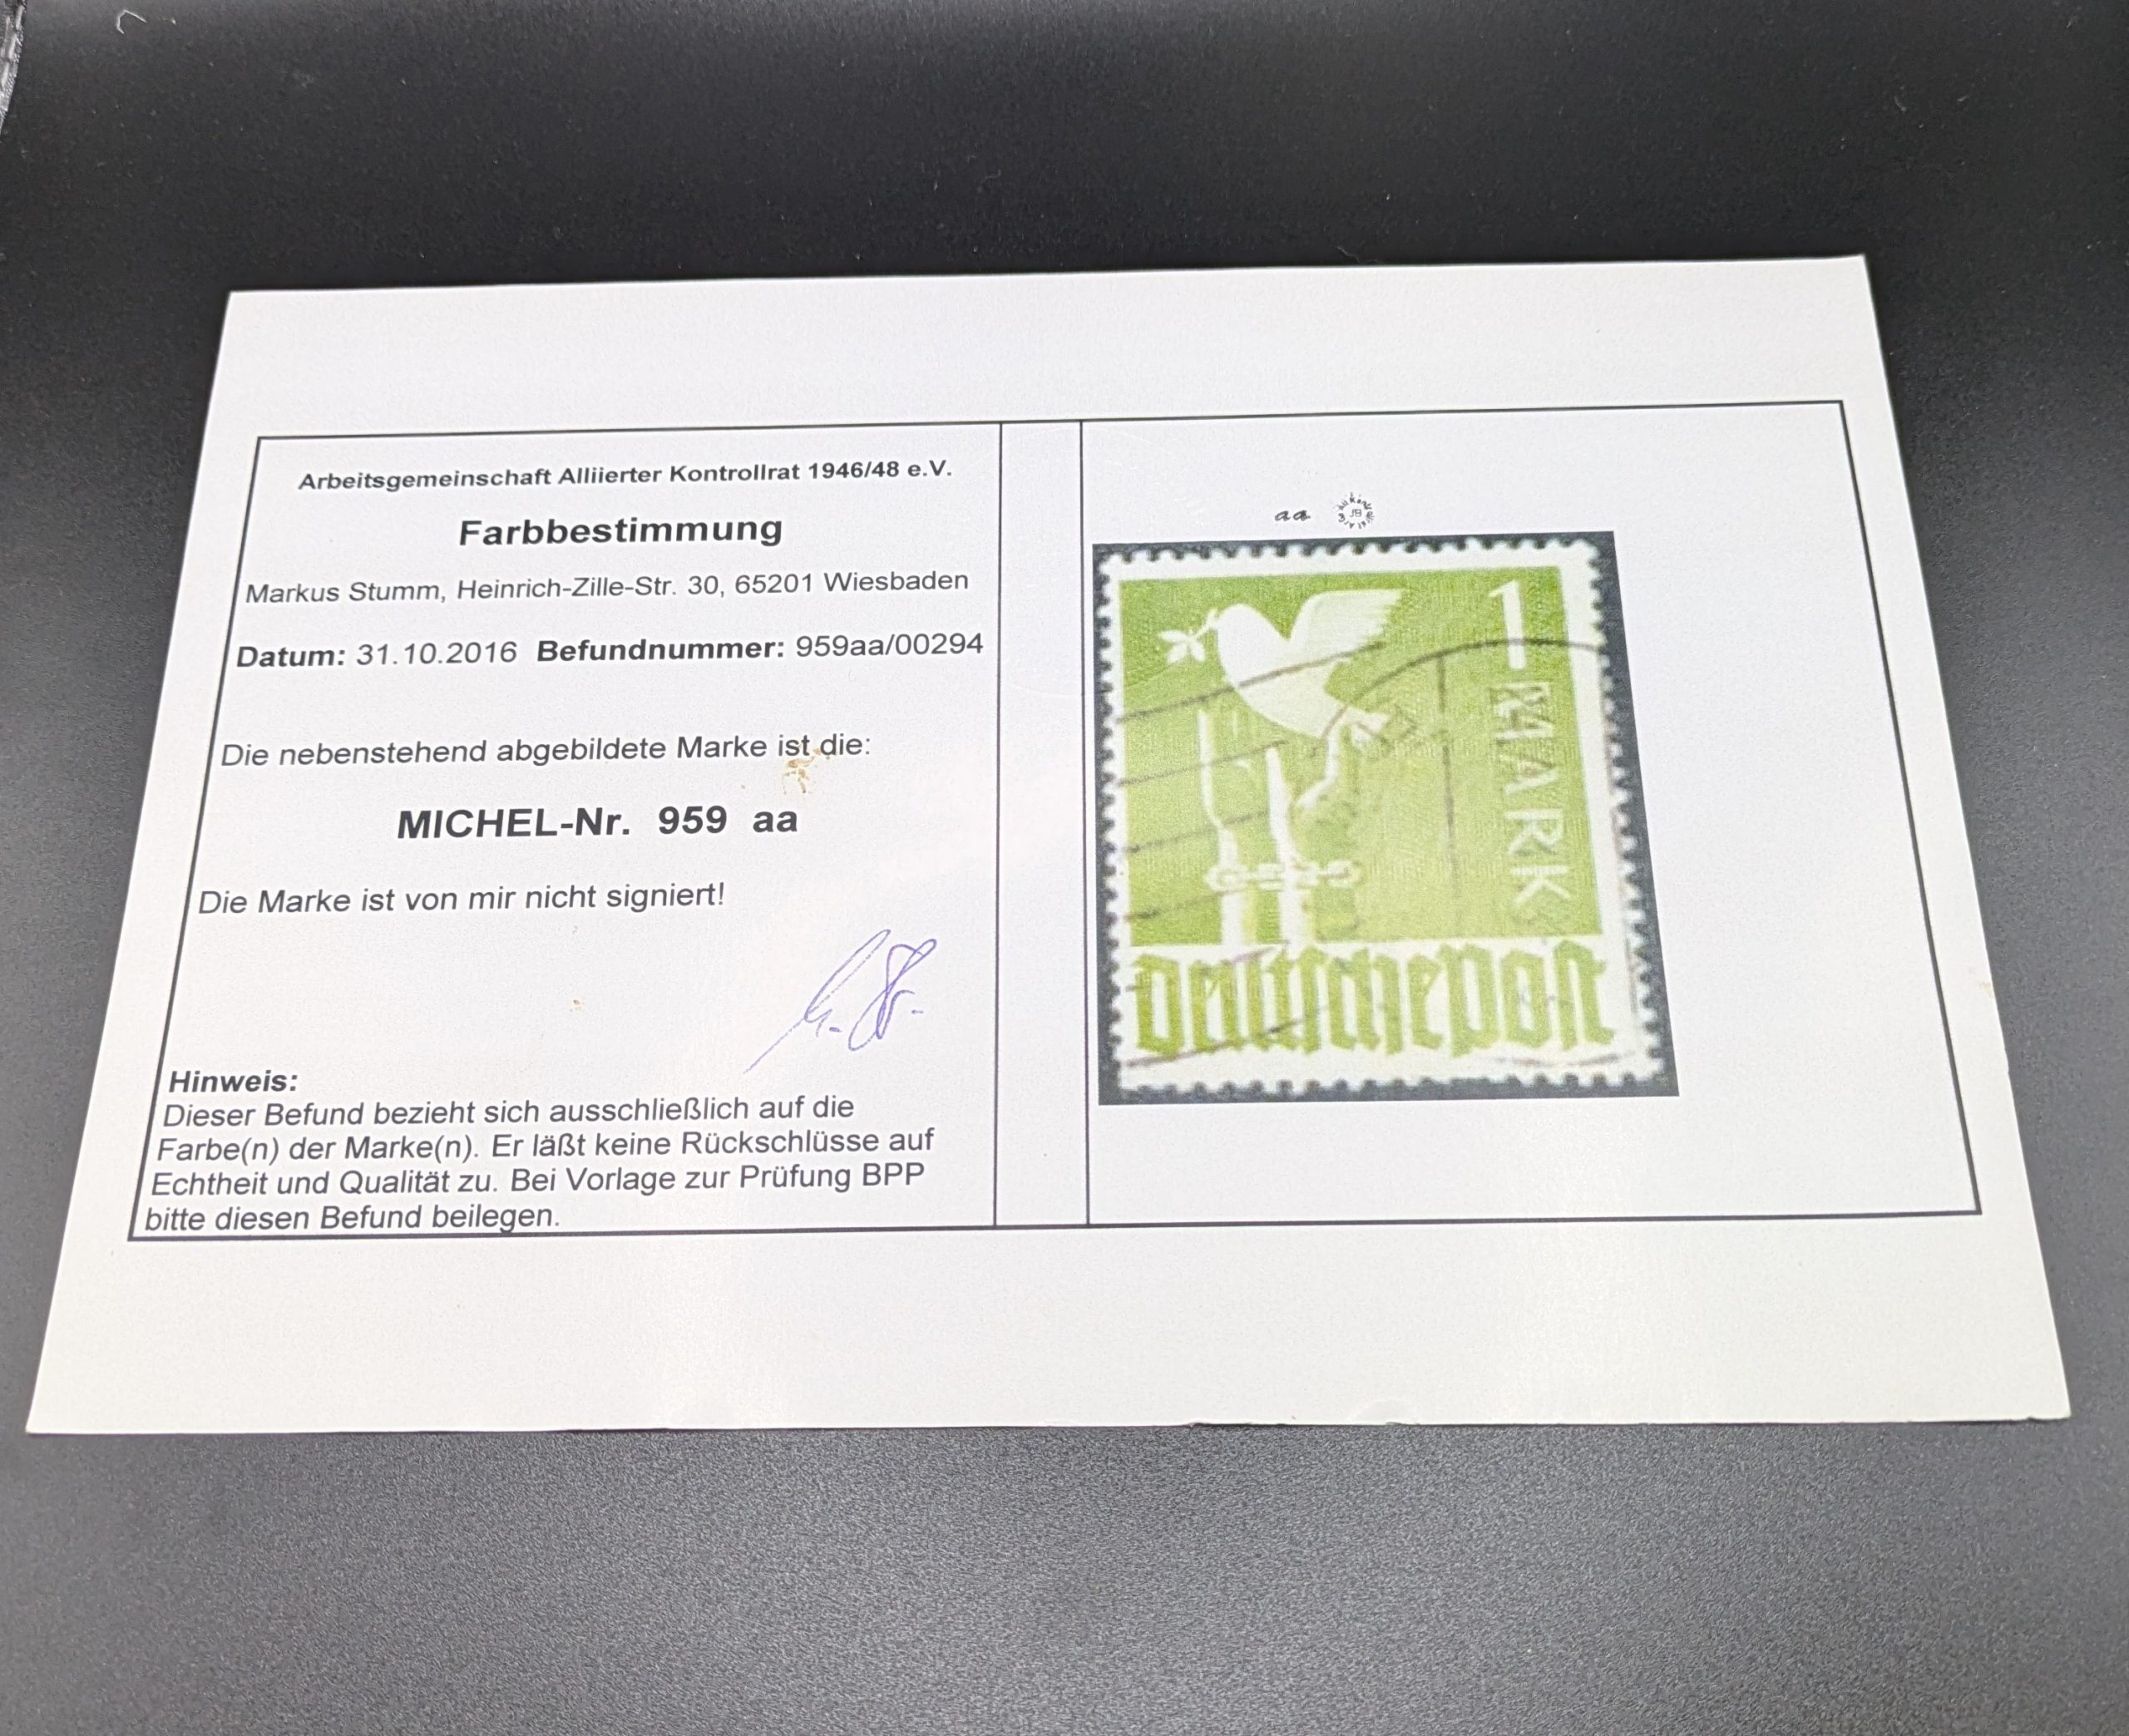 Arbeitsgemeinschaft Alliierter Kontrollrat 1946/48 e.V.
Farbbestimmung
Markus Stumm, Heinrich-Zille-Str. 30, 65201 Wiesbaden
Datum: 31.10.2016 Befundnummer: 959aa/00294
Die nebenstehend abgebildete Marke ist die:
MICHEL-Nr. 959 aa
Die Marke ist von mir nicht signiert!
Hinweis:
Dieser Befund bezieht sich ausschließlich auf die
Farbe(n) der Marke(n). Er läßt keine Rückschlüsse auf
Echtheit und Qualität zu. Bei Vorlage zur Prüfung BPP
bitte diesen Befund beilegen.
aa
1 MARK
deutsche post